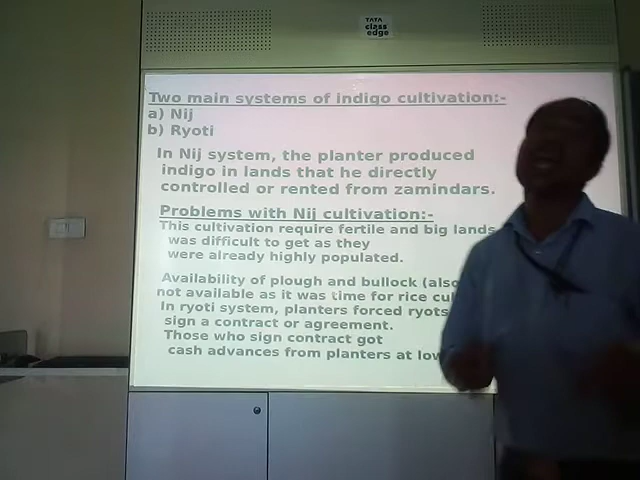 TATA
class
edge
Two main systems of indigo cultivation:-
a) Nij
b) Ryoti
In Nij system, the planter produced
indigo in lands that he directly
controlled or rented from zamindars.
Problems with Nij cultivation:-
This cultivation require fertile and big lands
was difficult to get as they
were already highly populated.
Availability of plough and bullock (also
not available as it was time for rice cul
In ryoti system, planters forced ryots
sign a contract or agreement.
Those who sign contract got
cash advances from planters at low